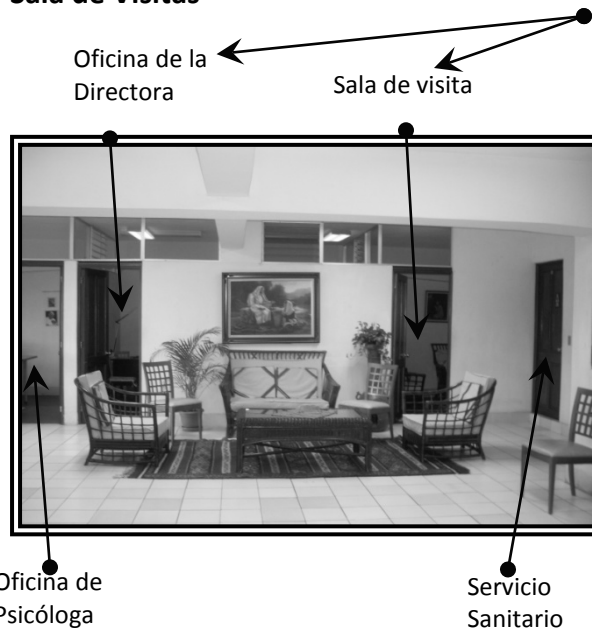 Sala de Visitas
Oficina de la
Directora
Sala de visita
Oficina de
Psicóloga
Servicio
Sanitario